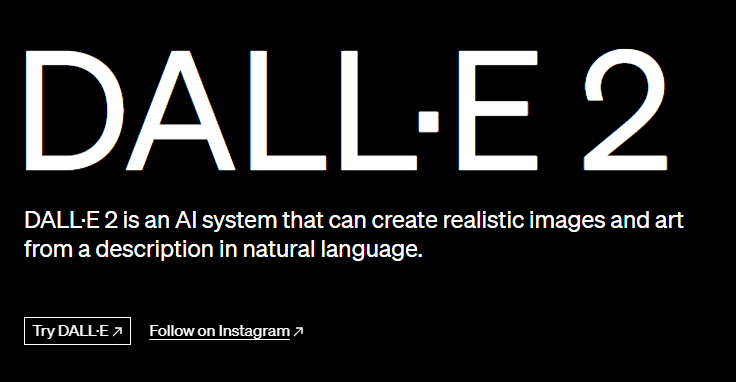 DALL·E 2
DALL·E 2 is an AI system that can create realistic images and art
from a description in natural language.
Try DALL·E ↗ Follow on Instagram ↗